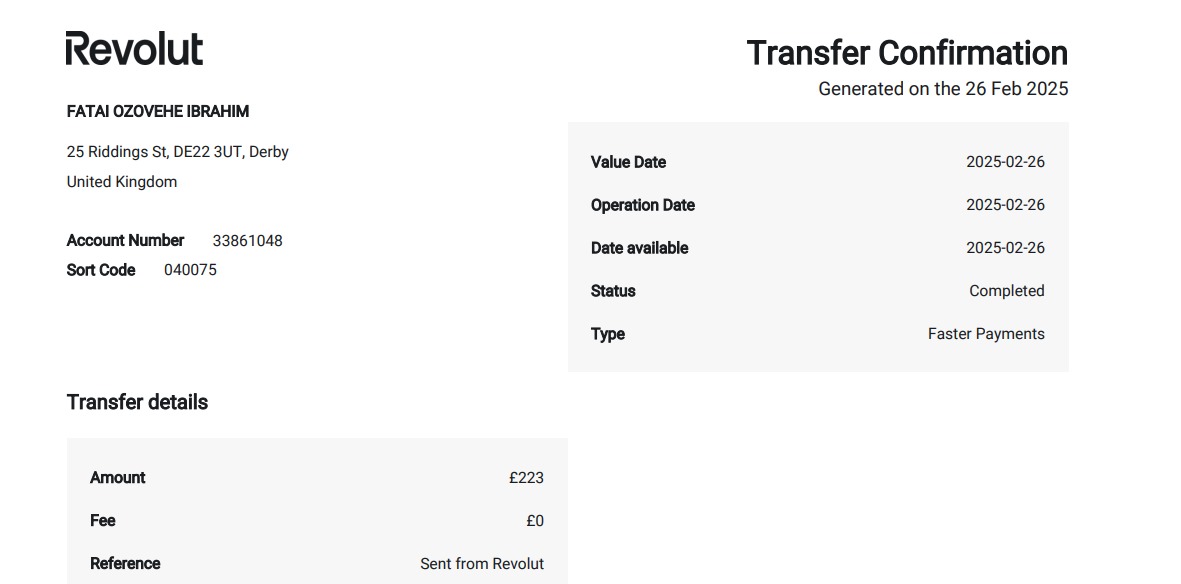 Revolut
Transfer Confirmation
Generated on the 26 Feb 2025
FATAI OZOVEHE IBRAHIM
25 Riddings St, DE22 3UT, Derby
United Kingdom
Account Number 33861048
Sort Code 040075
Value Date 2025-02-26
Operation Date 2025-02-26
Date available 2025-02-26
Status Completed
Type Faster Payments
Transfer details
Amount £223
Fee £0
Reference Sent from Revolut